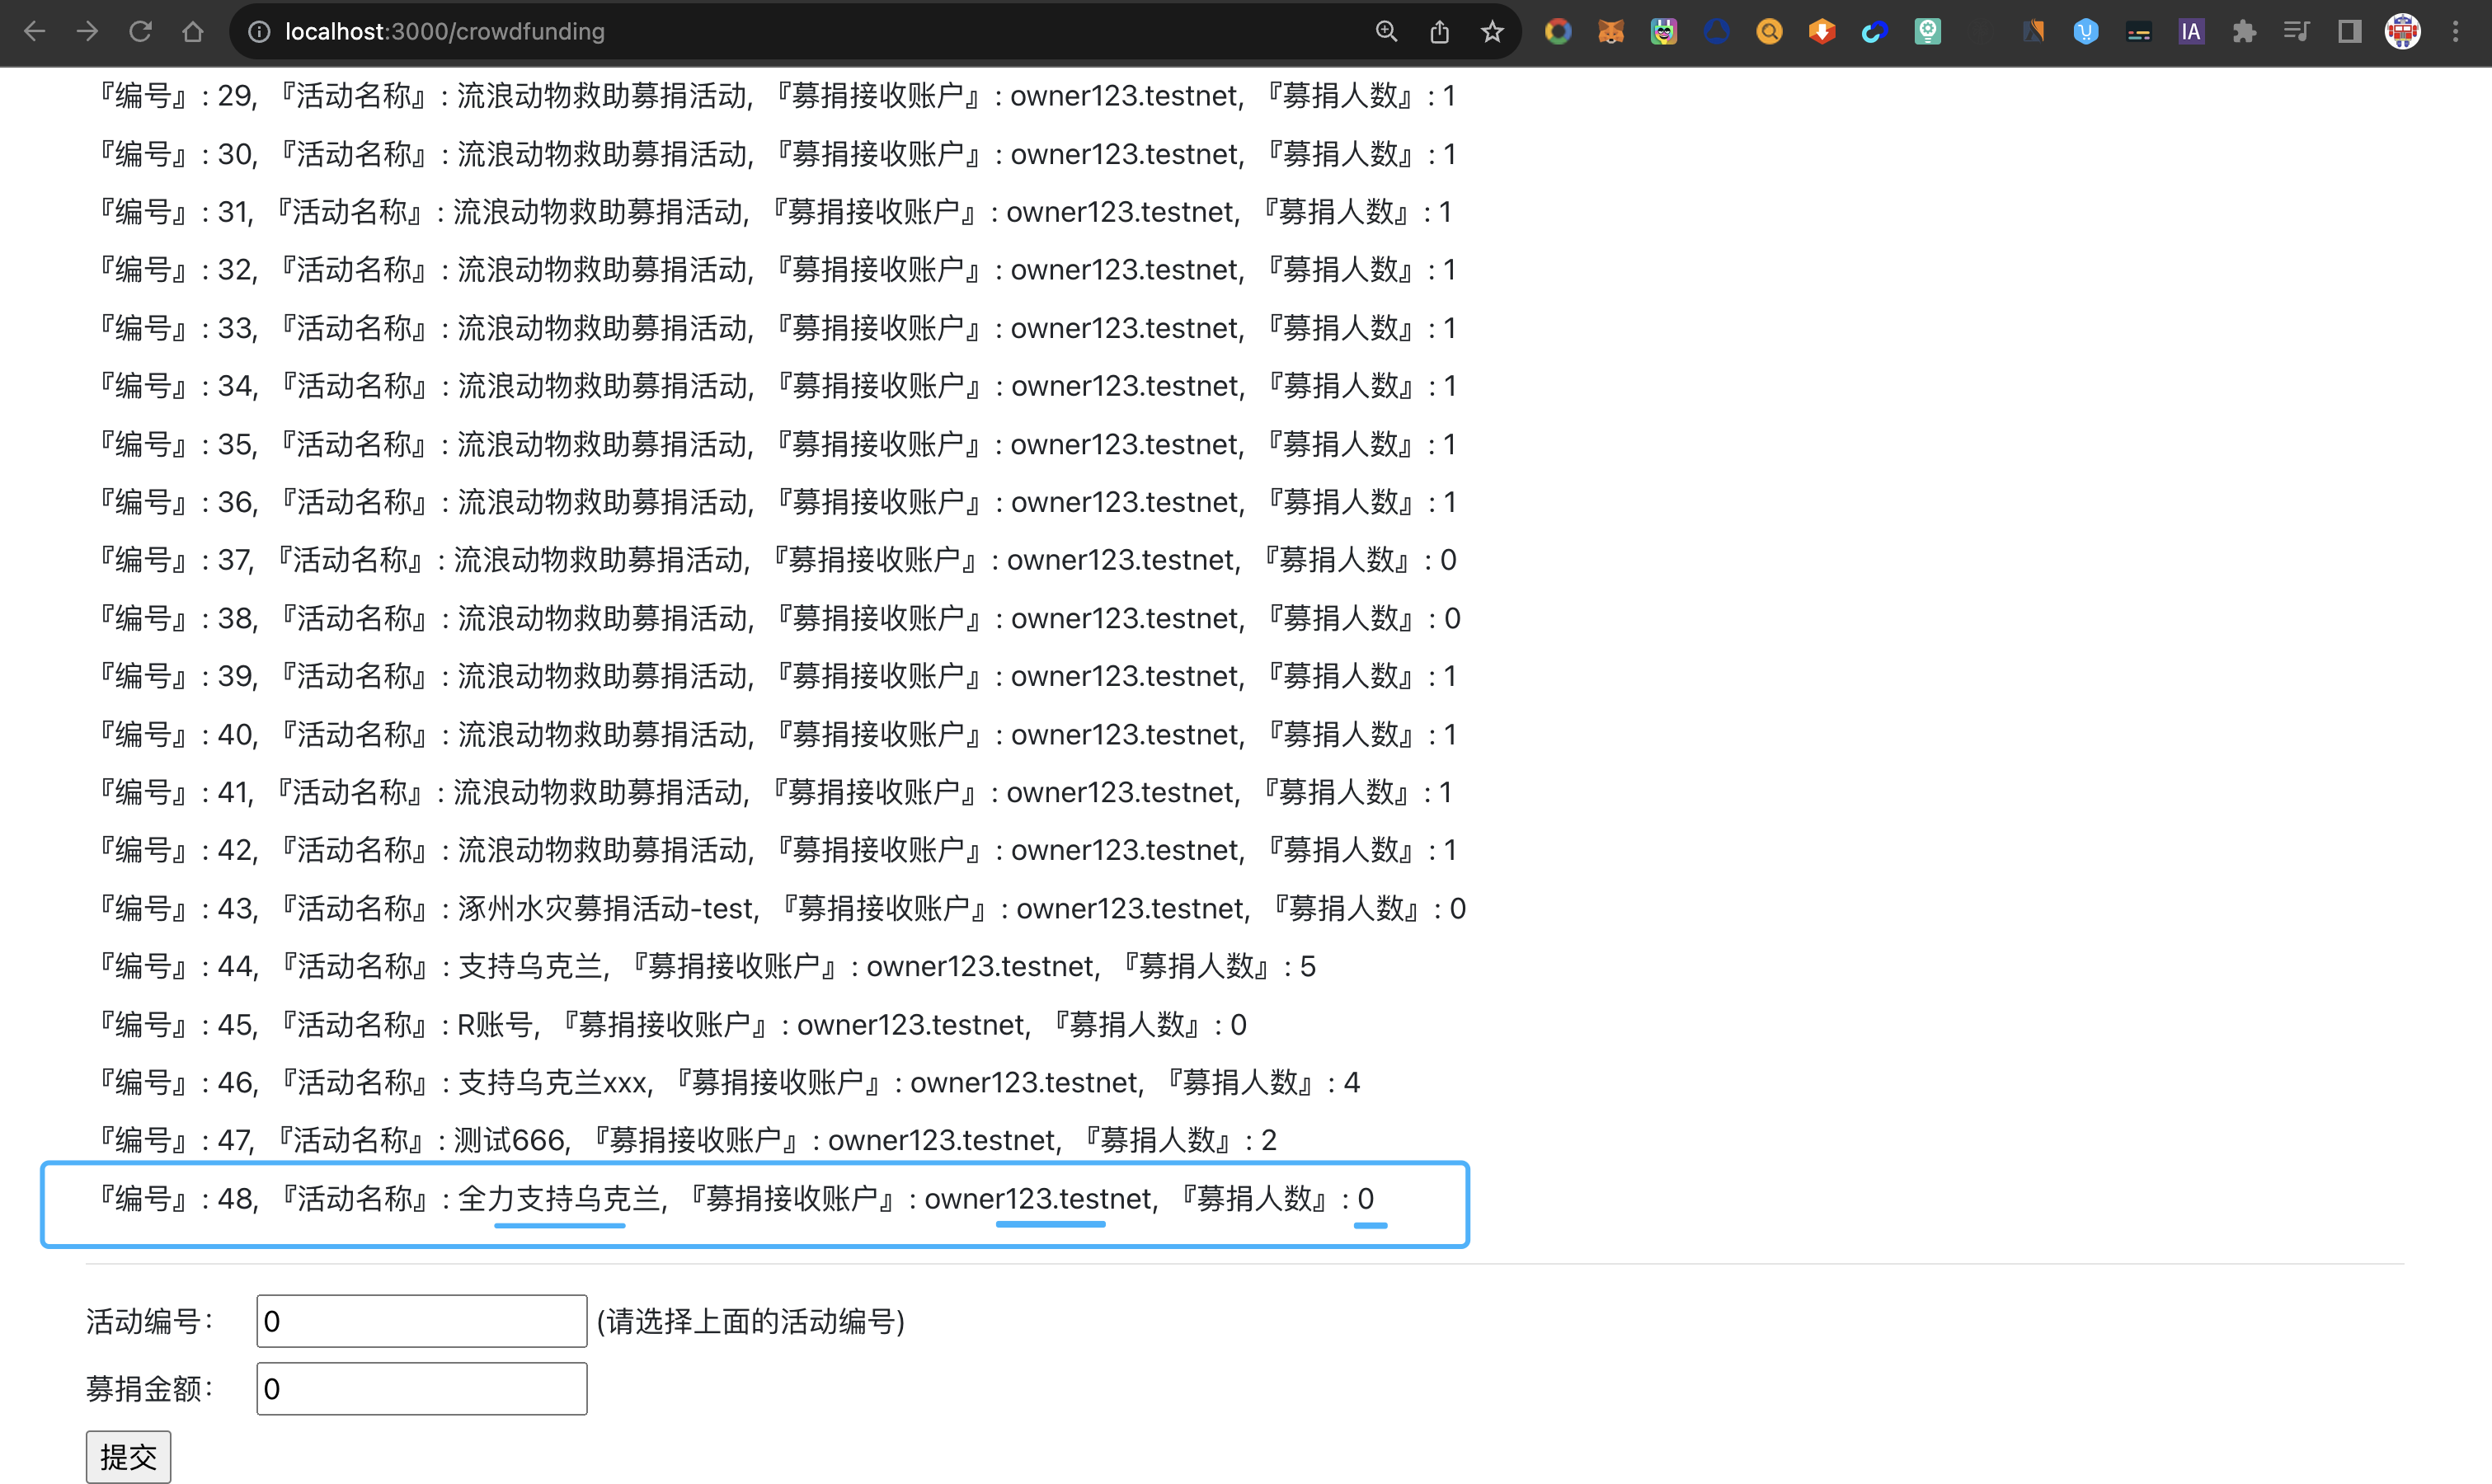 localhost:3000/crowdfunding
IA
『编号』: 29, 『活动名称』: 流浪动物救助募捐活动, 『募捐接收账户』: owner123.testnet, 『募捐人数』: 1
『编号』: 30, 『活动名称』: 流浪动物救助募捐活动, 『募捐接收账户』: owner123.testnet, 『募捐人数』: 1
『编号』: 31, 『活动名称』: 流浪动物救助募捐活动, 『募捐接收账户』: owner123.testnet, 『募捐人数』: 1
『编号』: 32, 『活动名称』: 流浪动物救助募捐活动, 『募捐接收账户』: owner123.testnet, 『募捐人数』: 1
『编号』: 33, 『活动名称』: 流浪动物救助募捐活动, 『募捐接收账户』: owner123.testnet, 『募捐人数』: 1
『编号』: 34, 『活动名称』: 流浪动物救助募捐活动, 『募捐接收账户』: owner123.testnet, 『募捐人数』: 1
『编号』: 35, 『活动名称』: 流浪动物救助募捐活动, 『募捐接收账户』: owner123.testnet, 『募捐人数』: 1
『编号』: 36, 『活动名称』: 流浪动物救助募捐活动, 『募捐接收账户』: owner123.testnet, 『募捐人数』: 1
『编号』: 37, 『活动名称』: 流浪动物救助募捐活动, 『募捐接收账户』: owner123.testnet, 『募捐人数』: 0
『编号』: 38, 『活动名称』: 流浪动物救助募捐活动, 『募捐接收账户』: owner123.testnet, 『募捐人数』: 0
『编号』: 39, 『活动名称』: 流浪动物救助募捐活动, 『募捐接收账户』: owner123.testnet, 『募捐人数』: 1
『编号』: 40, 『活动名称』: 流浪动物救助募捐活动, 『募捐接收账户』: owner123.testnet, 『募捐人数』: 1
『编号』: 41, 『活动名称』: 流浪动物救助募捐活动, 『募捐接收账户』: owner123.testnet, 『募捐人数』: 1
『编号』: 42, 『活动名称』: 流浪动物救助募捐活动, 『募捐接收账户』: owner123.testnet, 『募捐人数』: 1
『编号』: 43, 『活动名称』: 涿州水灾募捐活动-test, 『募捐接收账户』: owner123.testnet, 『募捐人数』: 0
『编号』: 44, 『活动名称』: 支持乌克兰, 『募捐接收账户』: owner123.testnet, 『募捐人数』: 5
『编号』: 45, 『活动名称』: R账号, 『募捐接收账户』: owner123.testnet, 『募捐人数』: 0
『编号』: 46, 『活动名称』: 支持乌克兰xxx, 『募捐接收账户』: owner123.testnet, 『募捐人数』: 4
『编号』: 47, 『活动名称』: 测试666, 『募捐接收账户』: owner123.testnet, 『募捐人数』: 2
『编号』: 48, 『活动名称』: 全力支持乌克兰, 『募捐接收账户』: owner123.testnet, 『募捐人数』: 0
活动编号: 0 (请选择上面的活动编号)
募捐金额: 0
提交